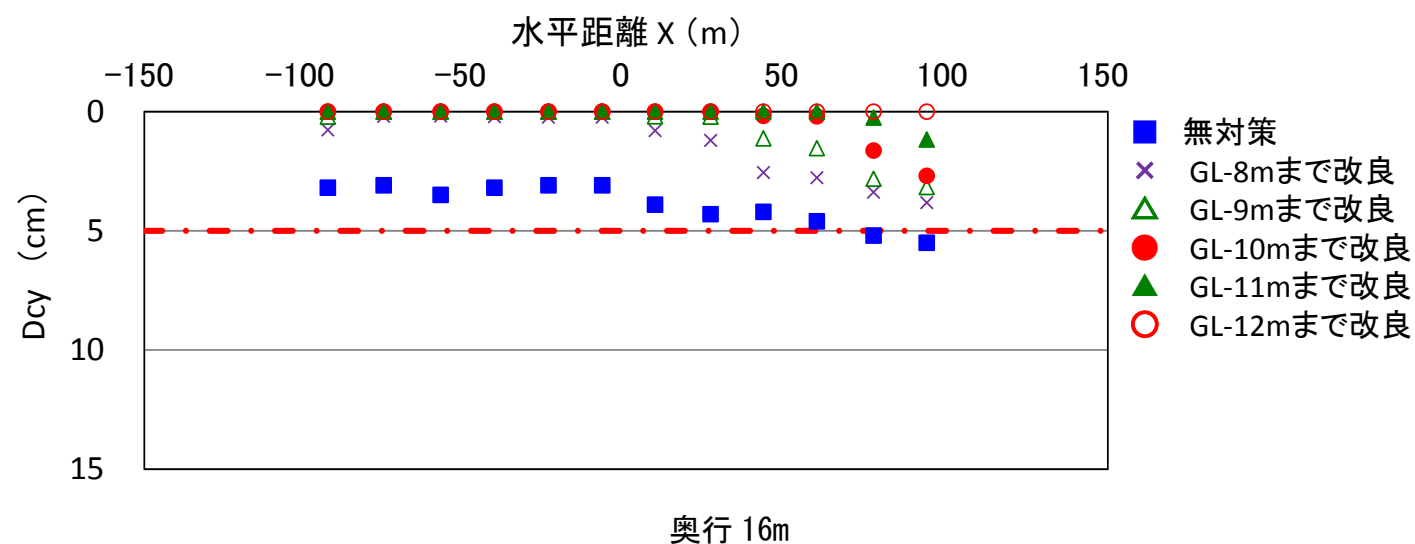 水平距離 X （m）
-150 -100 -50 0 50 100 150
Dcy （cm）
0
5
10
15
無対策
GL-8mまで改良
GL-9mまで改良
GL-10mまで改良
GL-11mまで改良
GL-12mまで改良
奥行 16m